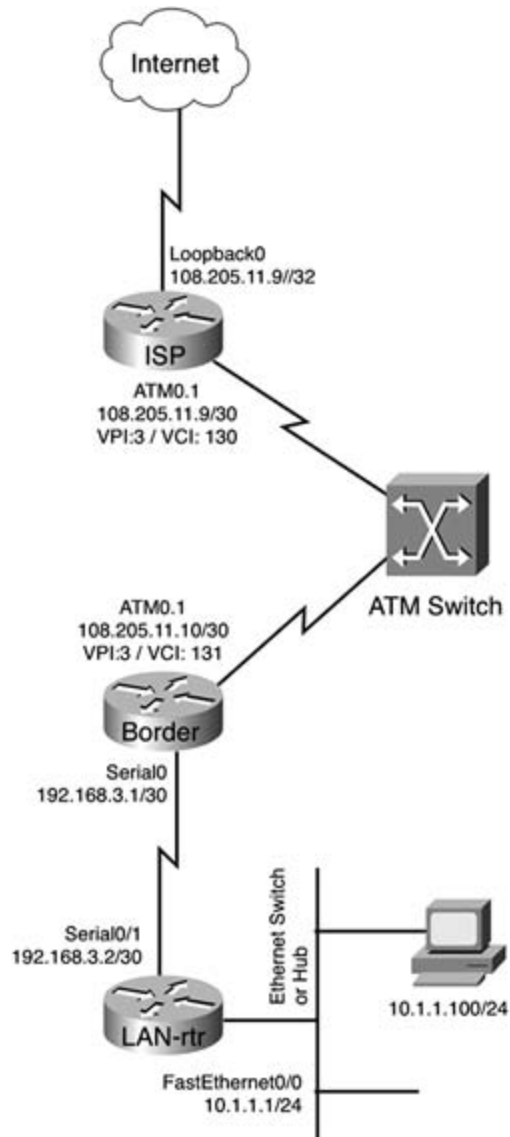 Internet
Loopback0
108.205.11.9//32
ISP
ATM0.1
108.205.11.9/30
VPI:3 / VCI: 130
ATM Switch
ATM0.1
108.205.11.10/30
VPI:3 / VCI: 131
Border
Serial0
192.168.3.1/30
Serial0/1
192.168.3.2/30
LAN-rtr
Ethernet Switch
or Hub
10.1.1.100/24
FastEthernet0/0
10.1.1.1/24